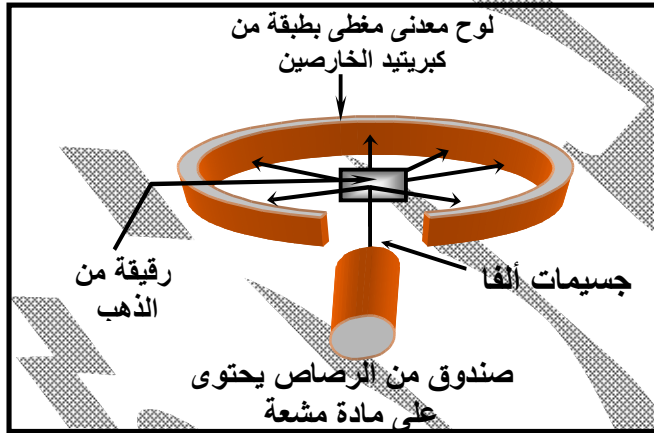 لوح معدنى مغطى بطبقة من
كبريتيد الخارصين
رقيقة من
الذهب
جسيمات ألفا
صندوق من الرصاص يحتوى
على مادة مشعة